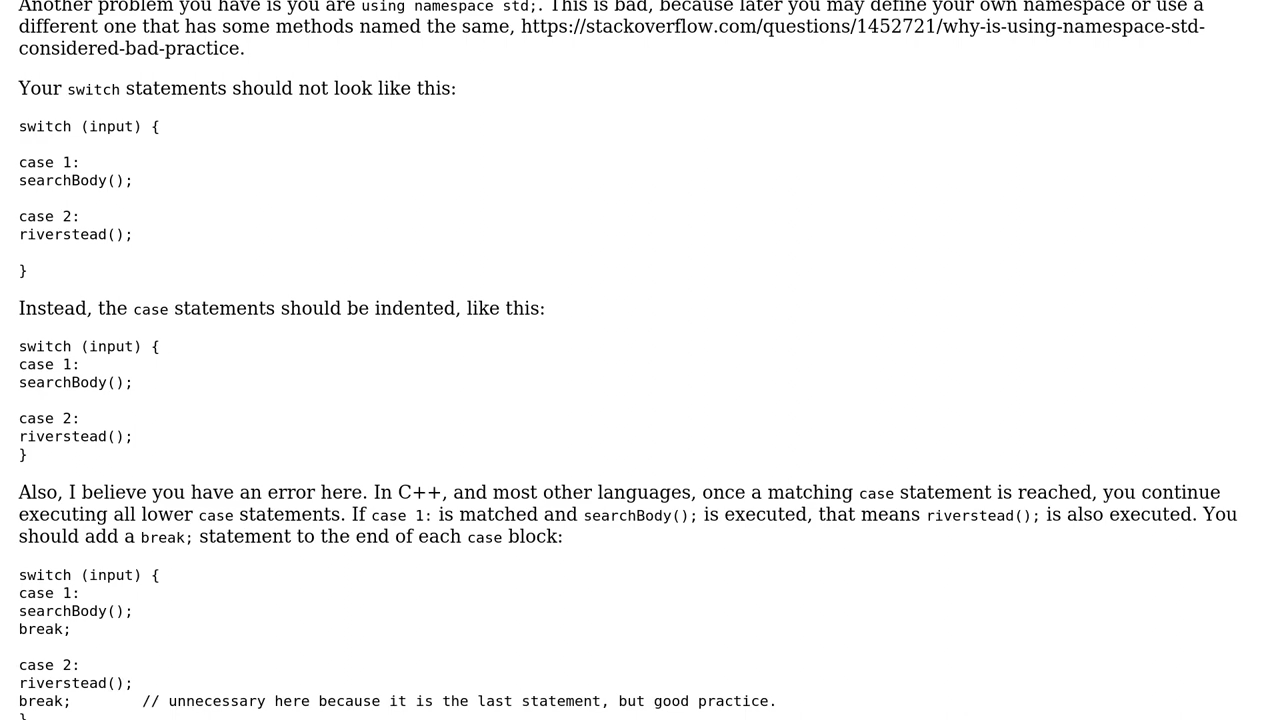 Another problem you have is you are using namespace std;. This is bad, because later you may define your own namespace or use a
different one that has some methods named the same, https://stackoverflow.com/questions/1452721/why-is-using-namespace-std-
considered-bad-practice.
Your switch statements should not look like this:
switch (input) {
case 1:
searchBody();
case 2:
riverstead();
}
Instead, the case statements should be indented, like this:
switch (input) {
case 1:
searchBody();
case 2:
riverstead();
}
Also, I believe you have an error here. In C++, and most other languages, once a matching case statement is reached, you continue
executing all lower case statements. If case 1: is matched and searchBody(); is executed, that means riverstead(); is also executed. You
should add a break; statement to the end of each case block:
switch (input) {
case 1:
searchBody();
break;
case 2:
riverstead();
break; // unnecessary here because it is the last statement, but good practice.
}